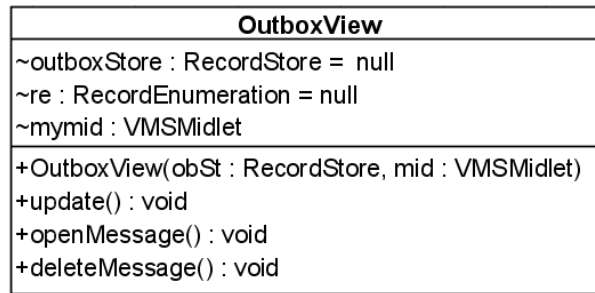 OutboxView
~outboxStore : RecordStore = null
~re : RecordEnumeration = null
~mymid : VMSMidlet
+OutboxView(obSt : RecordStore, mid : VMSMidlet)
+update() : void
+openMessage() : void
+deleteMessage() : void